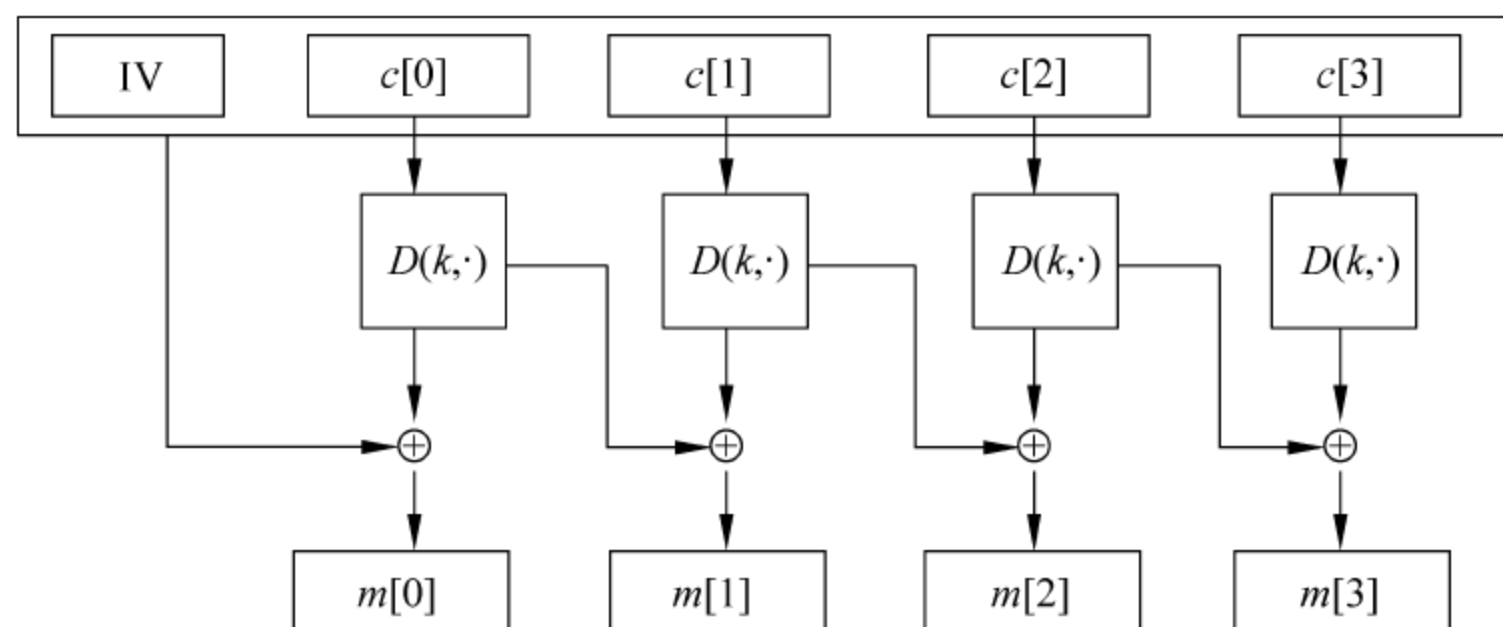 IV c[0] c[1] c[2] c[3]
D(k,·) D(k,·) D(k,·) D(k,·)
m[0] m[1] m[2] m[3]